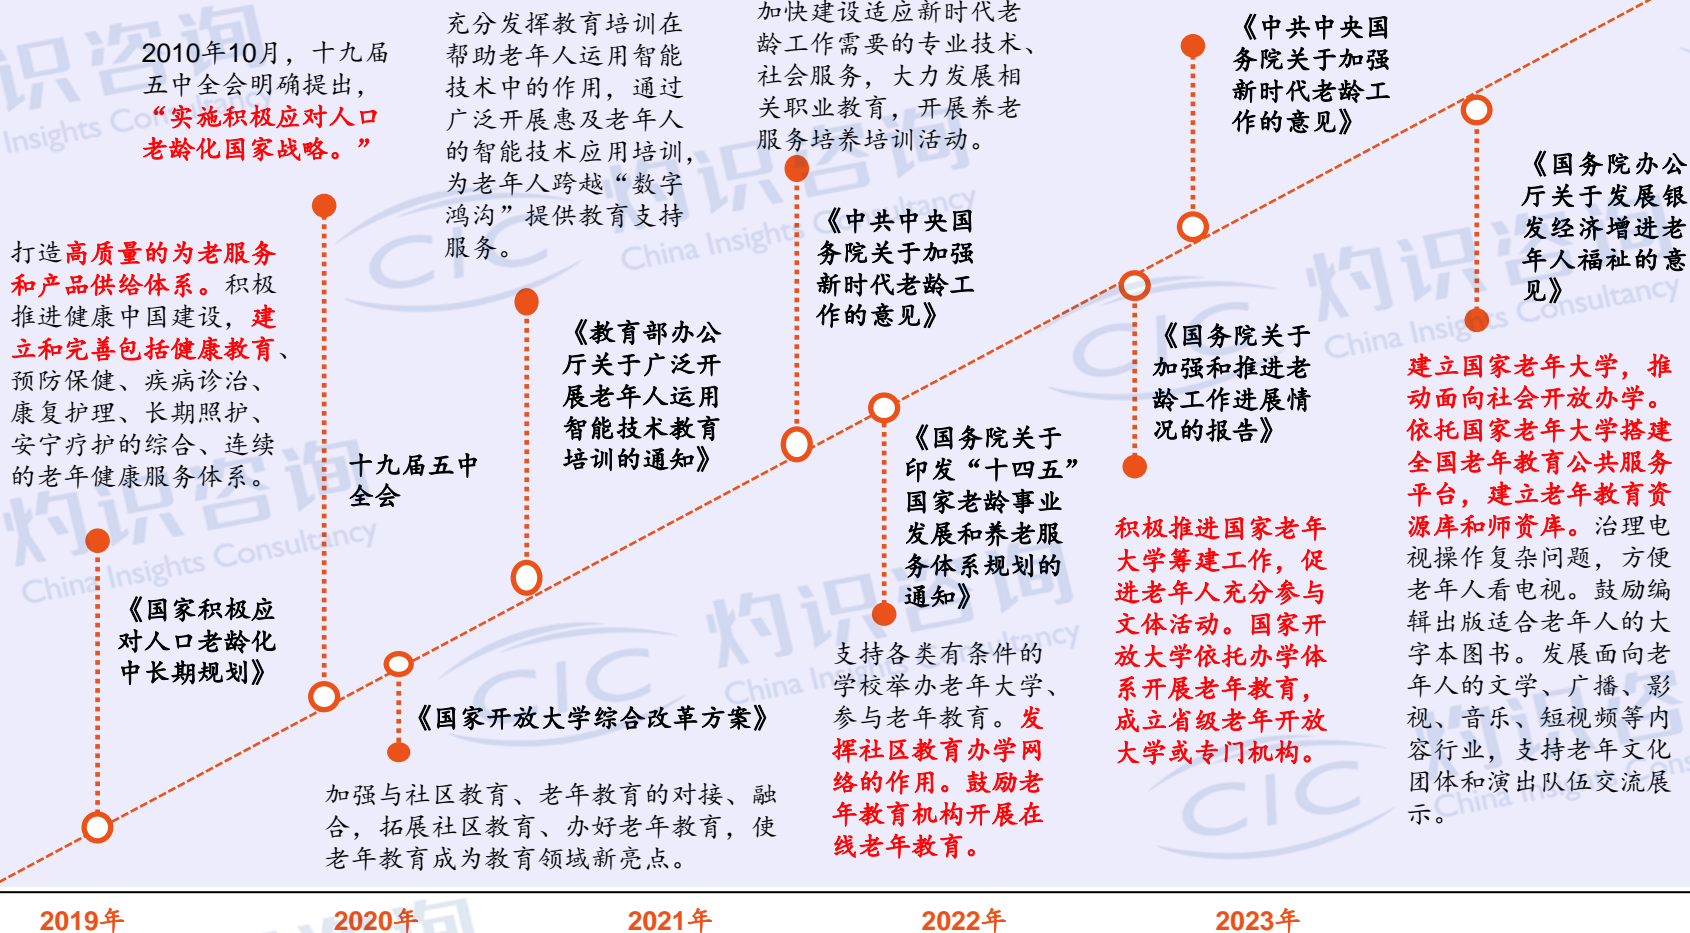 2010年10月，十九届
五中全会明确提出，
“实施积极应对人口
老龄化国家战略。”
打造高质量的为老服务
和产品供给体系。积极
推进健康中国建设，建
立和完善包括健康教育、
预防保健、疾病诊治、
康复护理、长期照护、
安宁疗护的综合、连续
的老年健康服务体系。
《国家积极应
对人口老龄化
中长期规划》
十九届五中
全会
《国家开放大学综合改革方案》
加强与社区教育、老年教育的对接、融
合，拓展社区教育、办好老年教育，使
老年教育成为教育领域新亮点。
充分发挥教育培训在
帮助老年人运用智能
技术中的作用，通过
广泛开展惠及老年人
的智能技术应用培训，
为老年人跨越“数字
鸿沟”提供教育支持
服务。
《教育部办公
厅关于广泛开
展老年人运用
智能技术教育
培训的通知》
加快建设适应新时代老
龄工作需要的专业技术、
社会服务，大力发展相
关职业教育，开展养老
服务培养培训活动。
《中共中央国
务院关于加强
新时代老龄工
作的意见》
《国务院关于
印发“十四五”
国家老龄事业
发展和养老服
务体系规划的
通知》
支持各类有条件的
学校举办老年大学、
参与老年教育。发
挥社区教育办学网
络的作用。鼓励老
年教育机构开展在
线老年教育。
《中共中央国
务院关于加强
新时代老龄工
作的意见》
《国务院关于
加强和推进老
龄工作进展情
况的报告》
积极推进国家老年
大学筹建工作，促
进老年人充分参与
文体活动。国家开
放大学依托办学体
系开展老年教育，
成立省级老年开放
大学或专门机构。
《国务院办公
厅关于发展银
发经济增进老
年人福祉的意
见》
建立国家老年大学，推
动面向社会开放办学。
依托国家老年大学搭建
全国老年教育公共服务
平台，建立老年教育资
源库和师资库。治理电
视操作复杂问题，方便
老年人看电视。鼓励编
辑出版适合老年人的大
字本图书。发展面向老
年人的文学、广播、影
视、音乐、短视频等内
容行业，支持老年文化
团体和演出队伍交流展
示。
2019年
2020年
2021年
2022年
2023年
CIC
灼识咨询
China Insights Consultancy